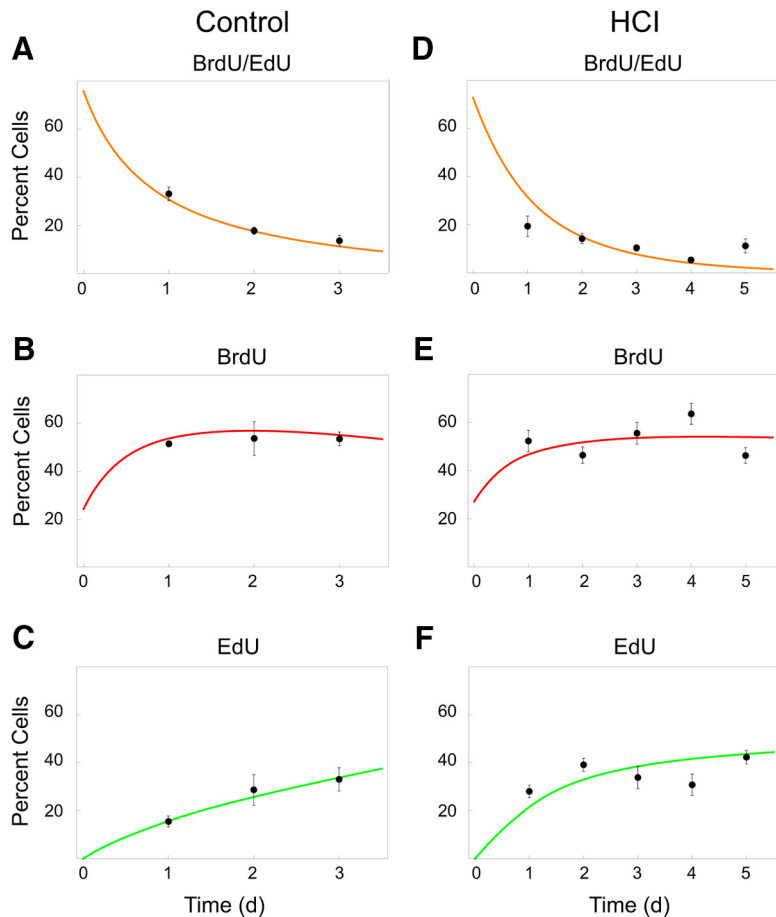 Control
A
BrdU/EdU
Percent Cells
60
40
20
0 1 2 3
B
BrdU
Percent Cells
60
40
20
0 1 2 3
C
EdU
Percent Cells
60
40
20
0 1 2 3
Time (d)
HCI
D
BrdU/EdU
60
40
20
0 1 2 3 4 5
E
BrdU
60
40
20
0 1 2 3 4 5
F
EdU
60
40
20
0 1 2 3 4 5
Time (d)